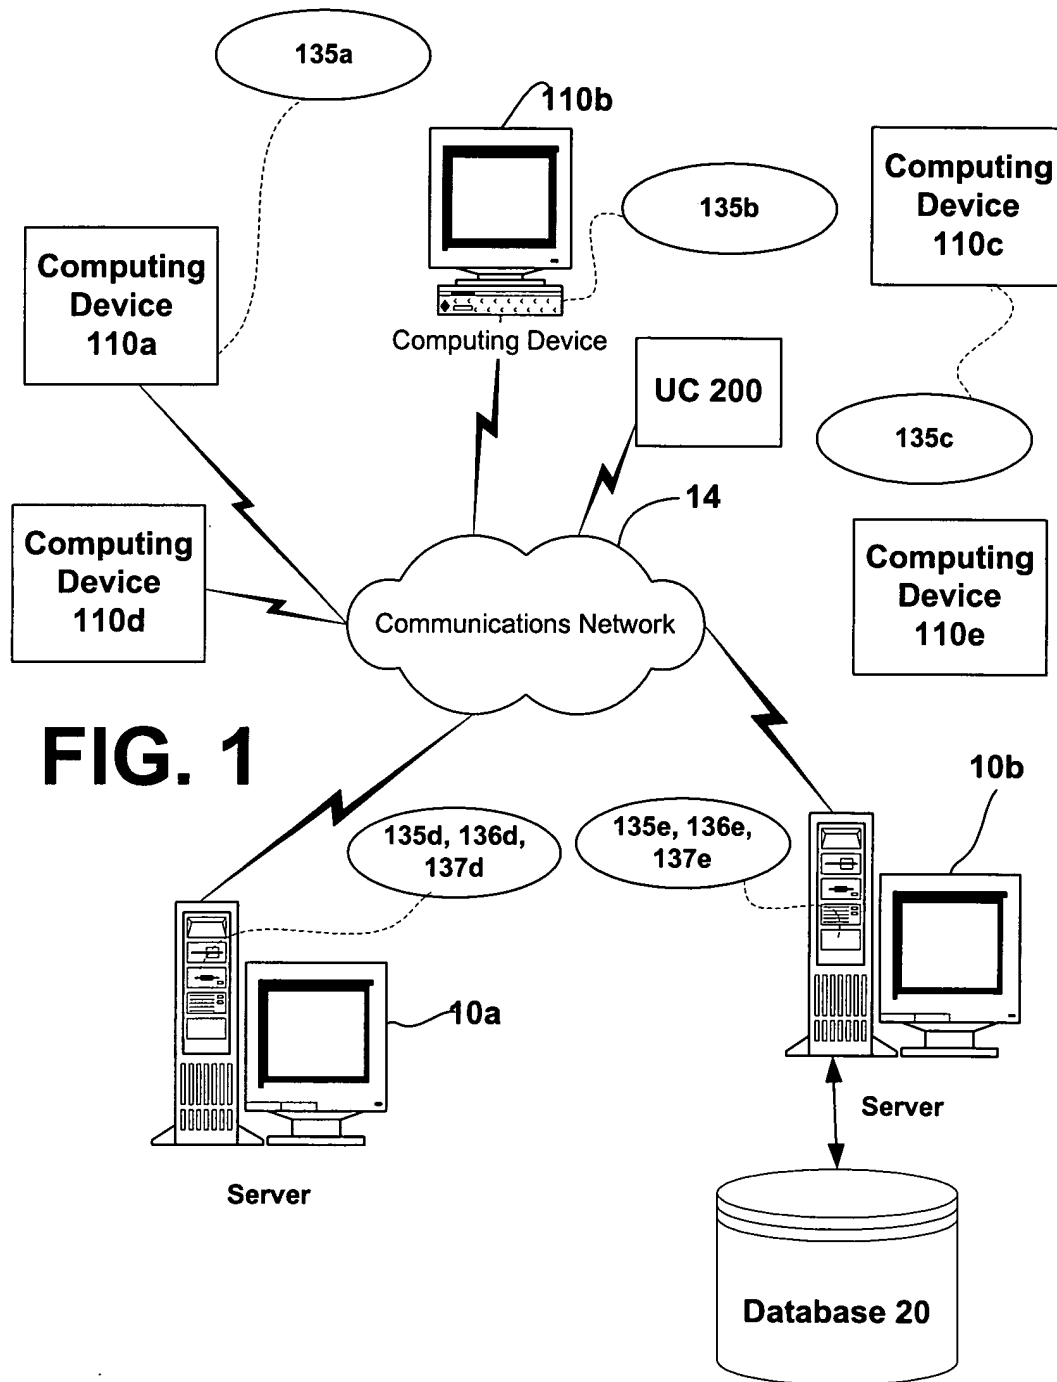 135a
110b
Computing
Device
110c
135b
Computing
Device
110a
Computing Device
UC 200
135c
14
Computing
Device
110d
Computing
Device
110e
Communications Network
FIG. 1
10b
135d, 136d,
137d
135e, 136e,
137e
10a
Server
Server
Database 20